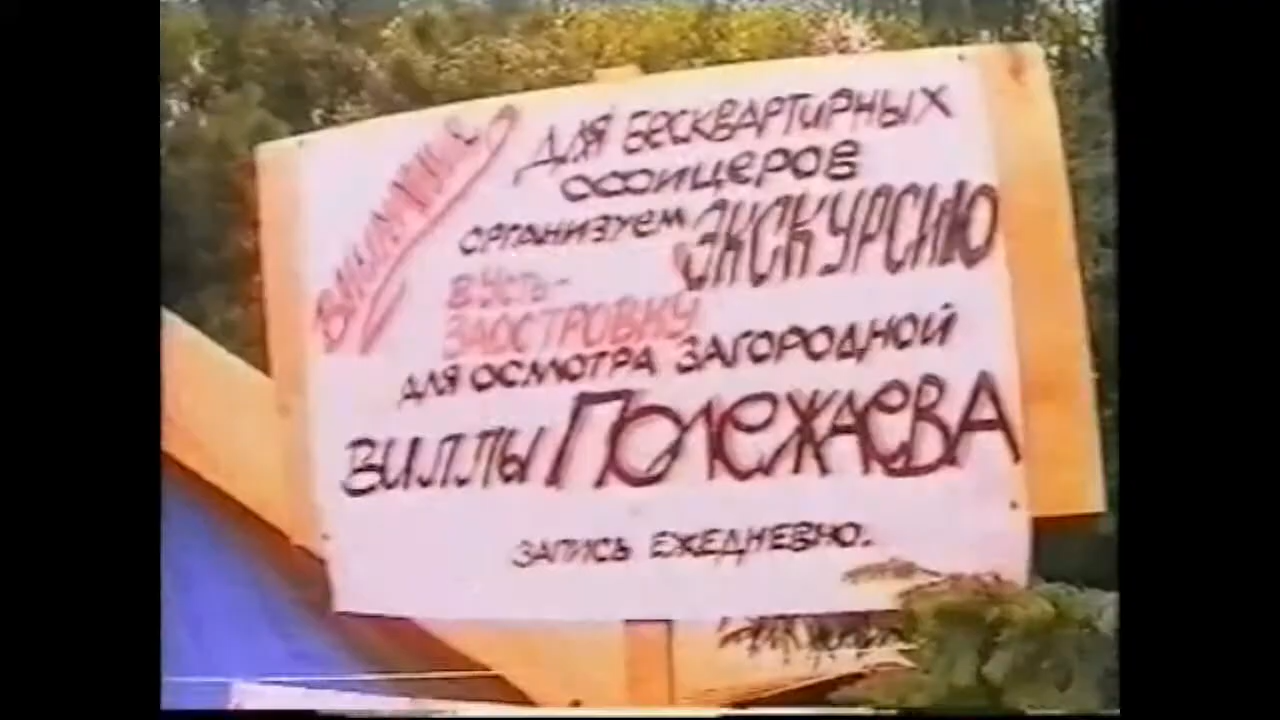 Внимание
Для бесквартирных
офицеров
организуем ЭКСКУРСИЮ
в Усть-
Заостровку
для осмотра загородной
виллы Полежаева
Запись ежедневно.